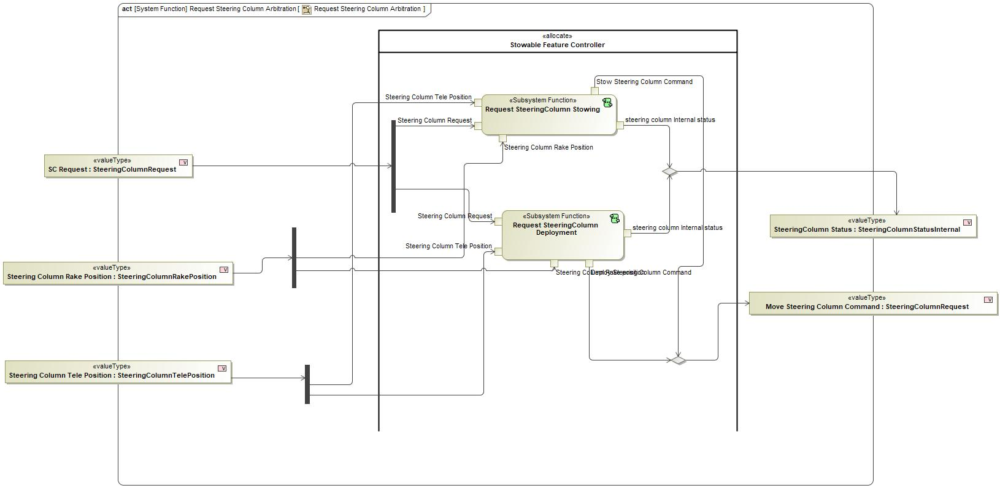 act [System Function] Request Steering Column Arbitration [ Request Steering Column Arbitration ]
«allocate»
Stowable Feature Controller
Stow Steering Column Command
Steering Column Tele Position
«Subsystem Function»
Request SteeringColumn Stowing
Steering Column Request
steering column Internal status
Steering Column Rake Position
«valueType»
SC Request : SteeringColumnRequest
Steering Column Request
«Subsystem Function»
Request SteeringColumn
Deployment
steering column Internal status
«valueType»
SteeringColumn Status : SteeringColumnStatusInternal
Steering Column Tele Position
«valueType»
Steering Column Rake Position : SteeringColumnRakePosition
Steering Column Rake position
Deploy Steering Column Command
«valueType»
Move Steering Column Command : SteeringColumnRequest
«valueType»
Steering Column Tele Position : SteeringColumnTelePosition